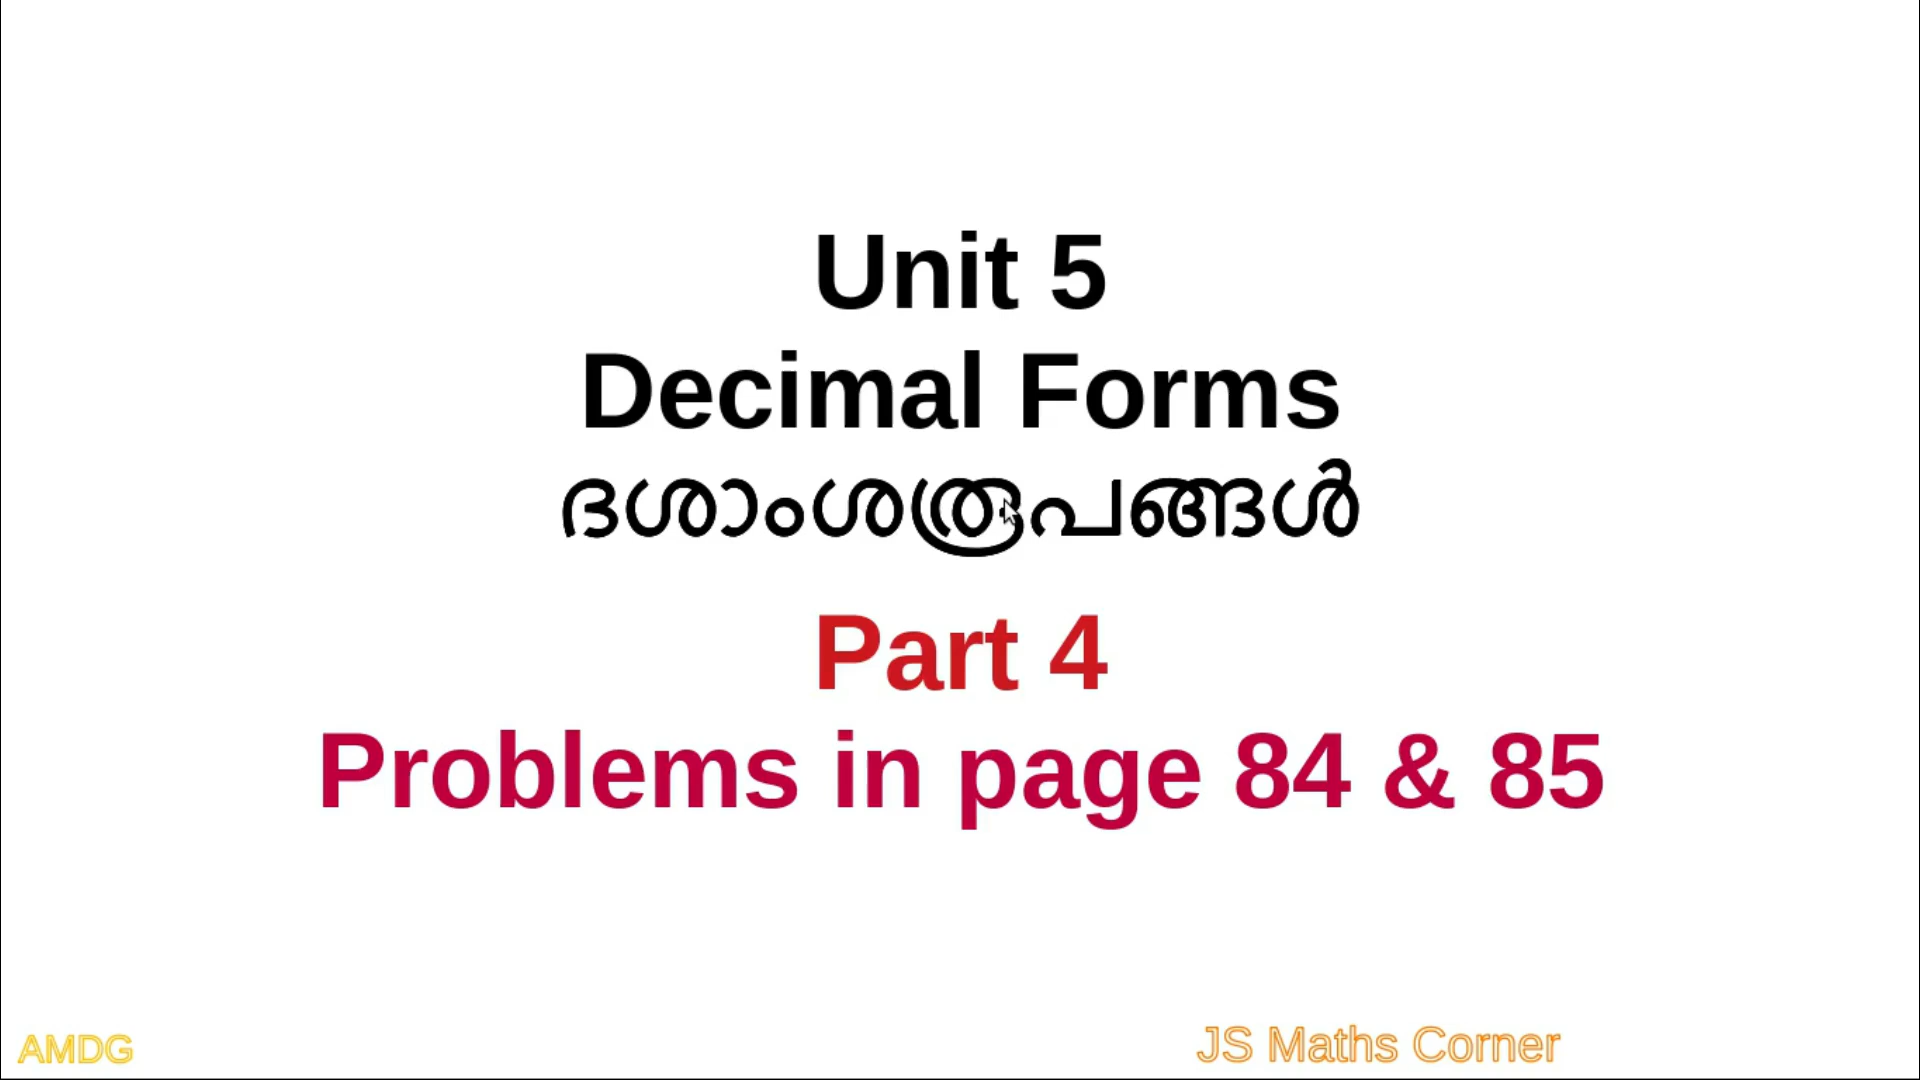 Unit 5
Decimal Forms
ദശാംശരൂപങ്ങൾ
Part 4
Problems in page 84 & 85
AMDG
JS Maths Corner